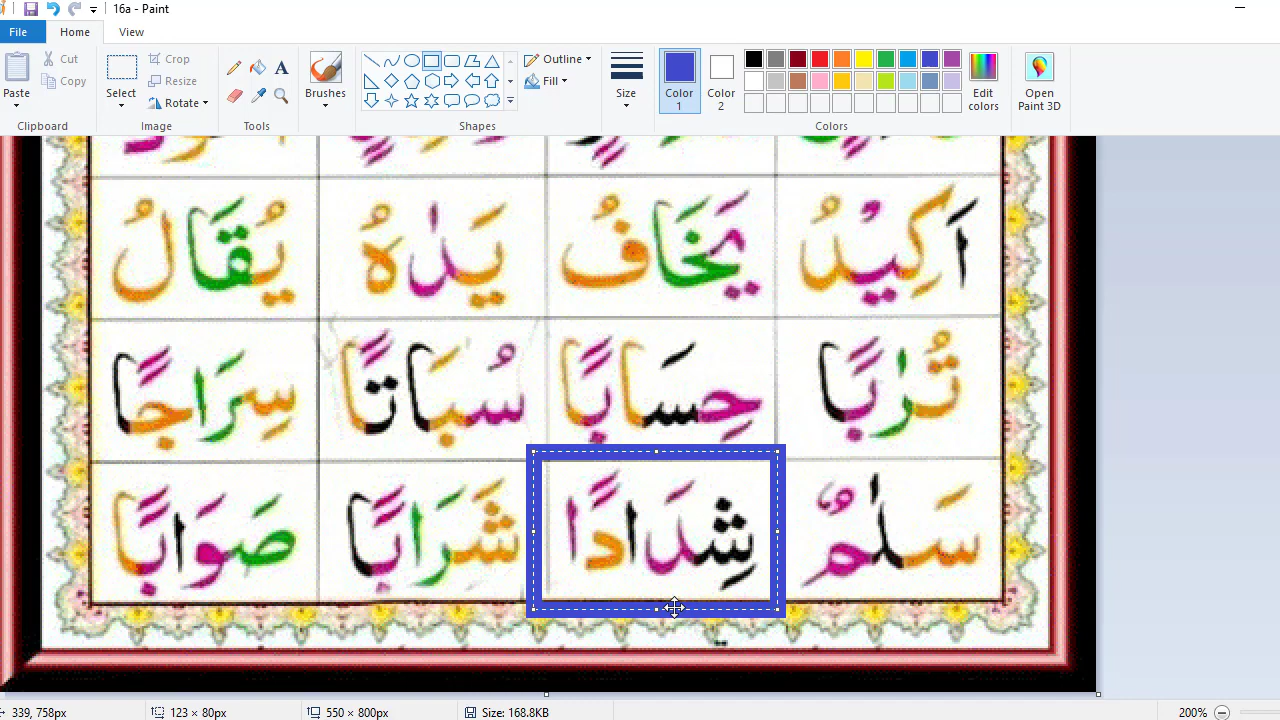 16a - Paint
File Home View
Paste Cut Copy Clipboard
Select Crop Resize Rotate Image
Tools
Brushes
Shapes Outline Fill
Size
Color 1 Color 2 Edit colors Colors
Open Paint 3D
اَكِيْدُ يَخَافُ يَدٰهُ يُقَالُ
تُرٰبًا حِسَابًا سُبَاتًا سِرَاجًا
سَلٰمٌ شِدَادًا شَرَابًا صَوَابًا
339, 758px 123 × 80px 550 × 800px Size: 168.8KB 200%